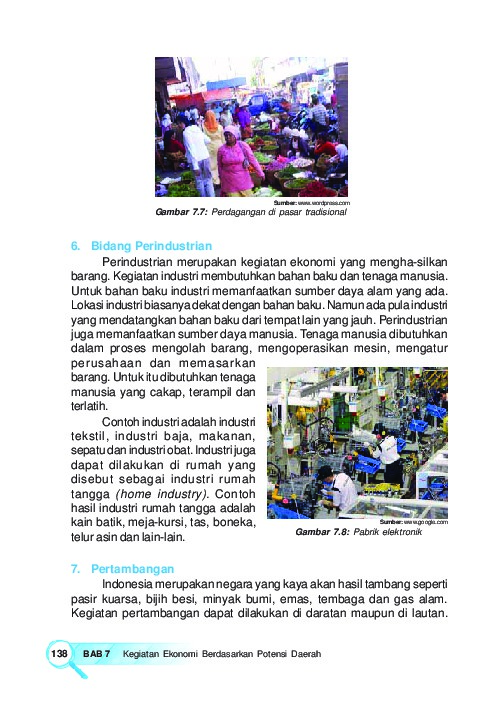 Sumber: www.wordpress.com
Gambar 7.7: Perdagangan di pasar tradisional
6. Bidang Perindustrian
Perindustrian merupakan kegiatan ekonomi yang mengha-silkan
barang. Kegiatan industri membutuhkan bahan baku dan tenaga manusia.
Untuk bahan baku industri memanfaatkan sumber daya alam yang ada.
Lokasi industri biasanya dekat dengan bahan baku. Namun ada pula industri
yang mendatangkan bahan baku dari tempat lain yang jauh. Perindustrian
juga memanfaatkan sumber daya manusia. Tenaga manusia dibutuhkan
dalam proses mengolah barang, mengoperasikan mesin, mengatur
perusahaan dan memasarkan
barang. Untuk itu dibutuhkan tenaga
manusia yang cakap, terampil dan
terlatih.
Contoh industri adalah industri
tekstil, industri baja, makanan,
sepatu dan industri obat. Industri juga
dapat dilakukan di rumah yang
disebut sebagai industri rumah
tangga (home industry). Contoh
hasil industri rumah tangga adalah
kain batik, meja-kursi, tas, boneka,
telur asin dan lain-lain.
Sumber: www.google.com
Gambar 7.8: Pabrik elektronik
7. Pertambangan
Indonesia merupakan negara yang kaya akan hasil tambang seperti
pasir kuarsa, bijih besi, minyak bumi, emas, tembaga dan gas alam.
Kegiatan pertambangan dapat dilakukan di daratan maupun di lautan.
138 BAB 7 Kegiatan Ekonomi Berdasarkan Potensi Daerah